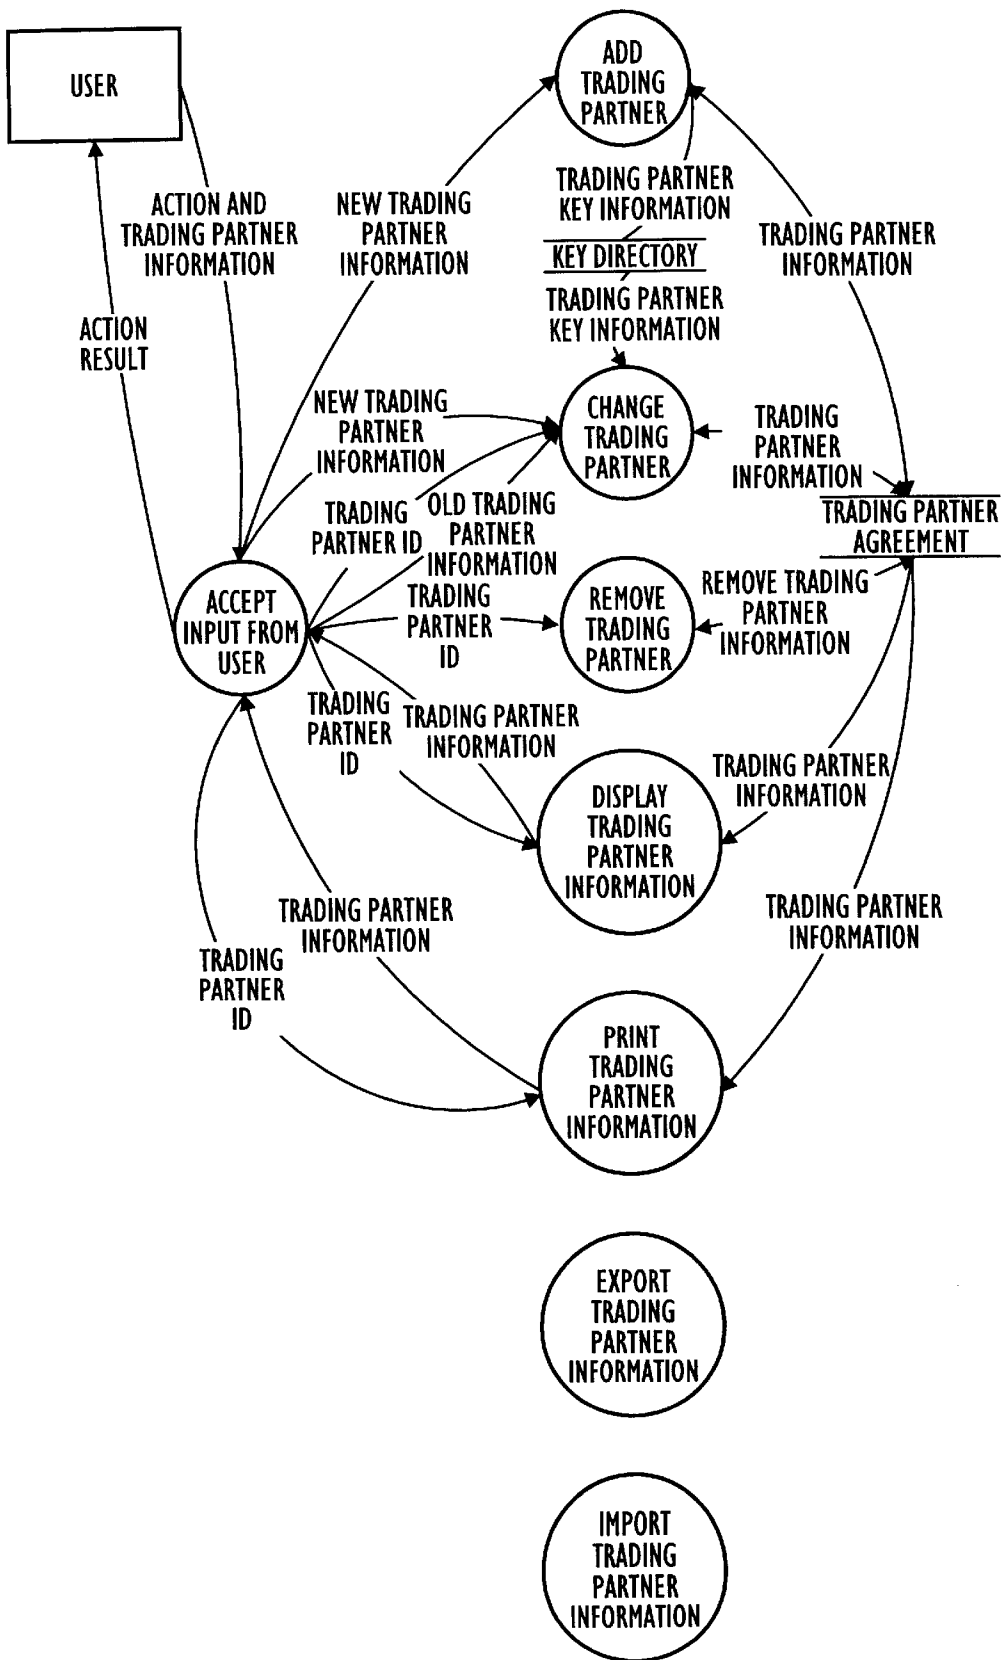 USER
ADD
TRADING
PARTNER
ACTION AND
TRADING PARTNER
INFORMATION
NEW TRADING
PARTNER
INFORMATION
TRADING PARTNER
KEY INFORMATION
KEY DIRECTORY
TRADING PARTNER
KEY INFORMATION
TRADING PARTNER
INFORMATION
ACTION
RESULT
NEW TRADING
PARTNER
INFORMATION
CHANGE
TRADING
PARTNER
TRADING
PARTNER
INFORMATION
TRADING
PARTNER ID
OLD TRADING
PARTNER
INFORMATION
TRADING PARTNER
AGREEMENT
ACCEPT
INPUT FROM
USER
TRADING
PARTNER
ID
REMOVE
TRADING
PARTNER
REMOVE TRADING
PARTNER
INFORMATION
TRADING
PARTNER
ID
TRADING PARTNER
INFORMATION
DISPLAY
TRADING
PARTNER
INFORMATION
TRADING PARTNER
INFORMATION
TRADING PARTNER
INFORMATION
TRADING PARTNER
INFORMATION
TRADING
PARTNER
ID
PRINT
TRADING
PARTNER
INFORMATION
EXPORT
TRADING
PARTNER
INFORMATION
IMPORT
TRADING
PARTNER
INFORMATION